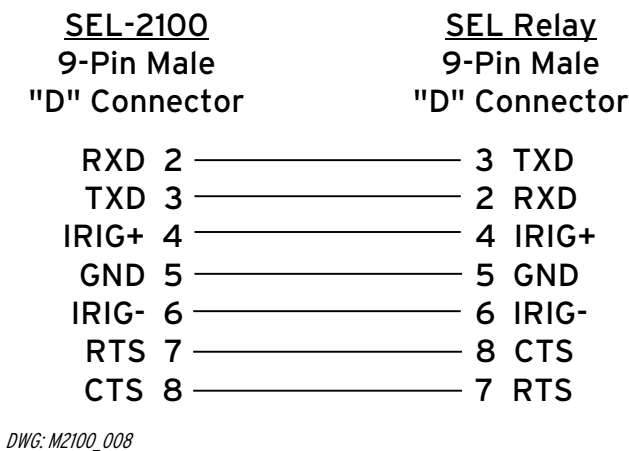 SEL-2100 SEL Relay
9-Pin Male 9-Pin Male
"D" Connector "D" Connector
RXD 2 3 TXD
TXD 3 2 RXD
IRIG+ 4 4 IRIG+
GND 5 5 GND
IRIG- 6 6 IRIG-
RTS 7 8 CTS
CTS 8 7 RTS
DWG: M2100_008